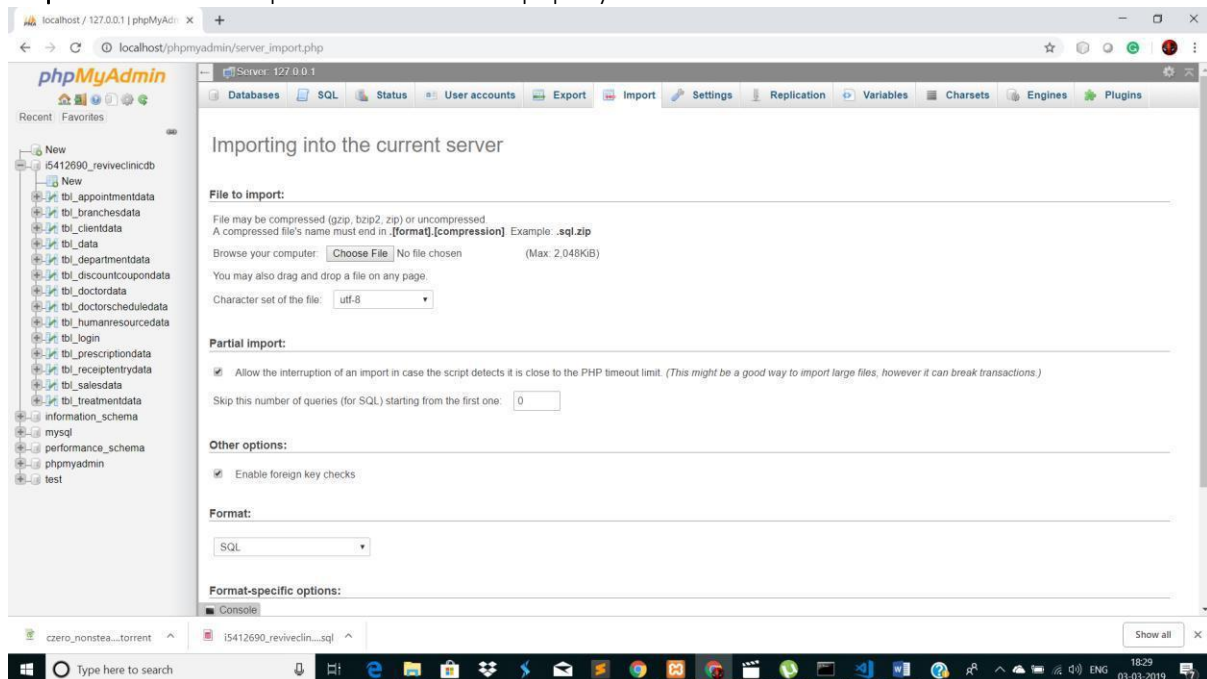 localhost / 127.0.0.1 | phpMyAdm
localhost/phpmyadmin/server_import.php
phpMyAdmin
Recent Favorites
New
i5412690_reviveclinicdb
New
tbl_appointmentdata
tbl_branchesdata
tbl_clientdata
tbl_data
tbl_departmentdata
tbl_discountcoupondata
tbl_doctordata
tbl_doctorscheduledata
tbl_humanresourcedata
tbl_login
tbl_prescriptiondata
tbl_receiptentrydata
tbl_salesdata
tbl_treatmentdata
information_schema
mysql
performance_schema
phpmyadmin
test
Server: 127.0.0.1
Databases SQL Status User accounts Export Import Settings Replication Variables Charsets Engines Plugins
Importing into the current server
File to import:
File may be compressed (gzip, bzip2, zip) or uncompressed.
A compressed file's name must end in .[format].[compression]. Example: .sql.zip
Browse your computer: Choose File No file chosen (Max: 2,048KiB)
You may also drag and drop a file on any page.
Character set of the file: utf-8
Partial import:
Allow the interruption of an import in case the script detects it is close to the PHP timeout limit. (This might be a good way to import large files, however it can break transactions.)
Skip this number of queries (for SQL) starting from the first one: 0
Other options:
Enable foreign key checks
Format:
SQL
Format-specific options:
Console
czero_nonstea....torrent
i5412690_reviveclin....sql
Show all
Type here to search
ENG
18:29
03-03-2019